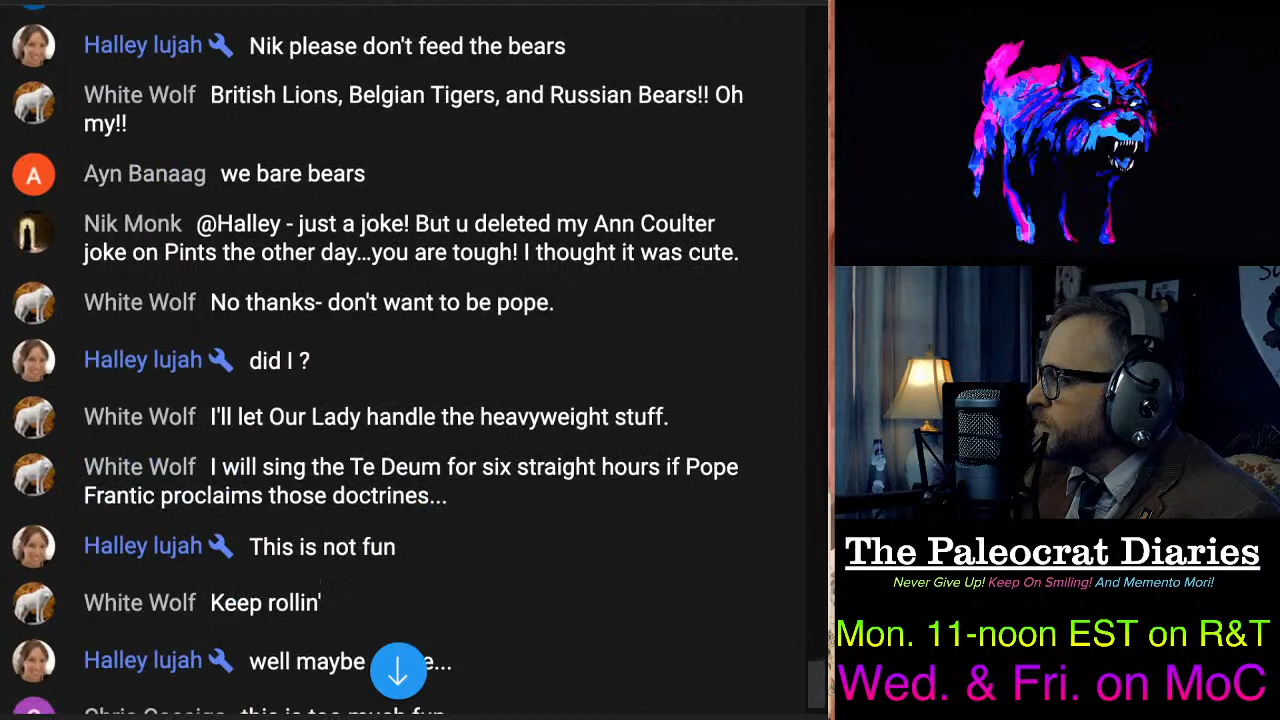 Halley lujah Nik please don't feed the bears
White Wolf British Lions, Belgian Tigers, and Russian Bears!! Oh
my!!
A
Ayn Banaag we bare bears
Nik Monk @Halley - just a joke! But u deleted my Ann Coulter
joke on Pints the other day...you are tough! I thought it was cute.
White Wolf No thanks- don't want to be pope.
Halley lujah did I ?
White Wolf I'll let Our Lady handle the heavyweight stuff.
White Wolf I will sing the Te Deum for six straight hours if Pope
Frantic proclaims those doctrines...
Halley lujah This is not fun
White Wolf Keep rollin'
Halley lujah well maybe
this is too much fun
The Paleocrat Diaries
Never Give Up! Keep On Smiling! And Memento Mori!
Mon. 11-noon EST on R&T
Wed. & Fri. on MoC